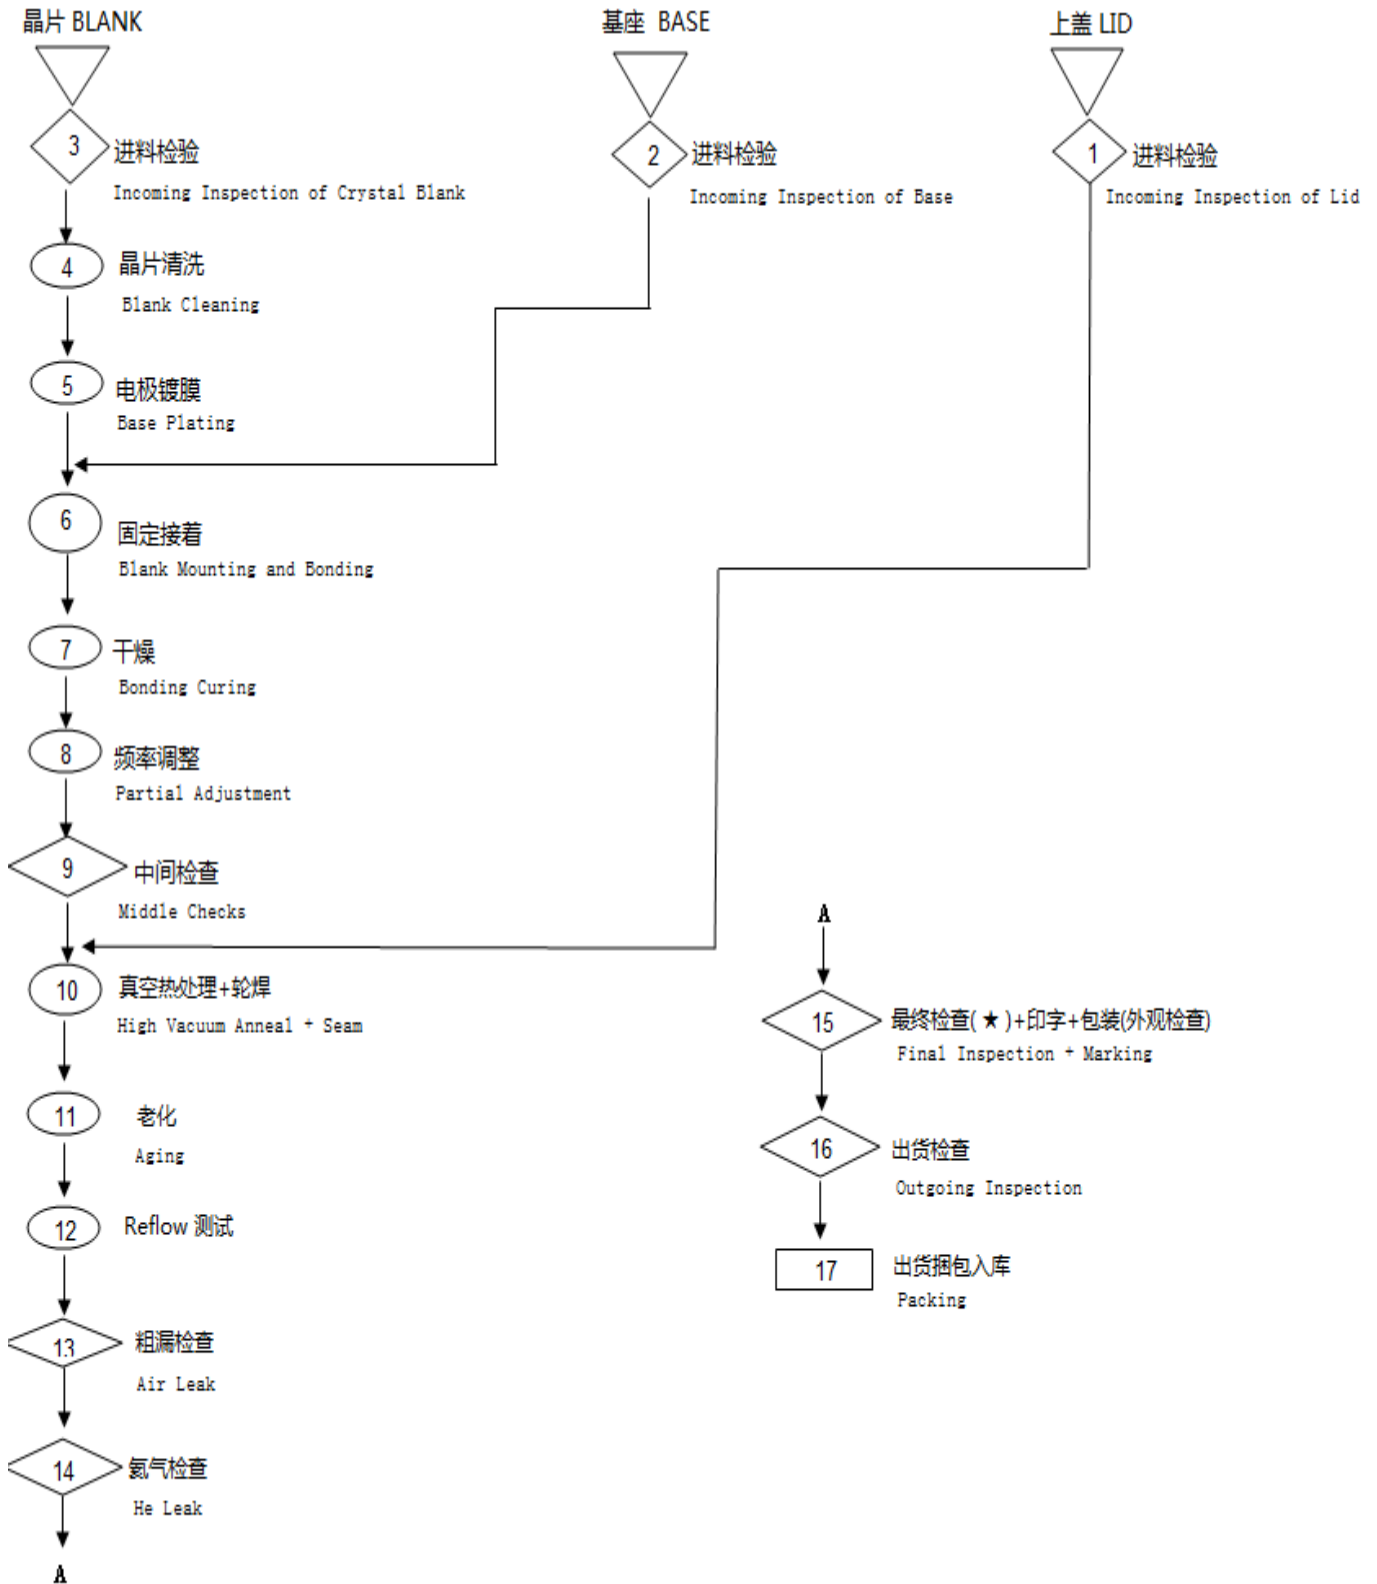 晶片 BLANK
基座 BASE
上盖 LID
3
进料检验
Incoming Inspection of Crystal Blank
2
进料检验
Incoming Inspection of Base
1
进料检验
Incoming Inspection of Lid
4
晶片清洗
Blank Cleaning
5
电极镀膜
Base Plating
6
固定接着
Blank Mounting and Bonding
7
干燥
Bonding Curing
8
频率调整
Partial Adjustment
9
中间检查
Middle Checks
10
真空热处理+轮焊
High Vacuum Anneal + Seam
11
老化
Aging
12
Reflow 测试
13
粗漏检查
Air Leak
14
氦气检查
He Leak
A
A
15
最终检查(★)+印字+包装(外观检查)
Final Inspection + Marking
16
出货检查
Outgoing Inspection
17
出货捆包入库
Packing